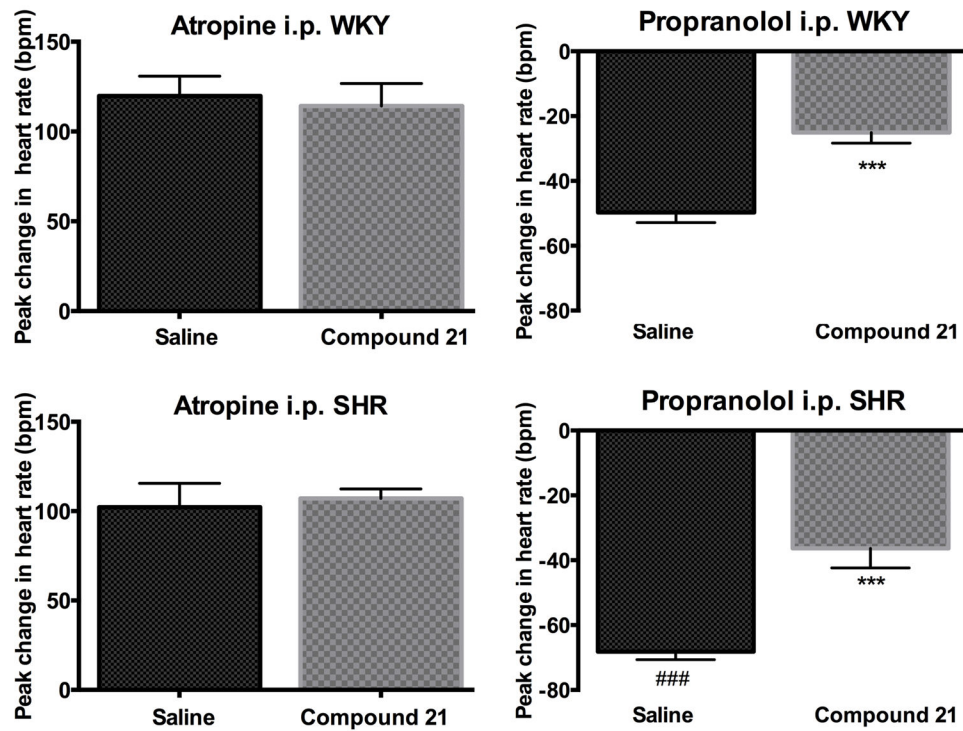 Atropine i.p. WKY
Peak change in heart rate (bpm)
150
100
50
0
Saline
Compound 21
Propranolol i.p. WKY
Peak change in heart rate (bpm)
0
-20
-40
-60
-80
***
Saline
Compound 21
Atropine i.p. SHR
Peak change in heart rate (bpm)
150
100
50
0
Saline
Compound 21
Propranolol i.p. SHR
Peak change in heart rate (bpm)
0
-20
-40
-60
-80
***
###
Saline
Compound 21